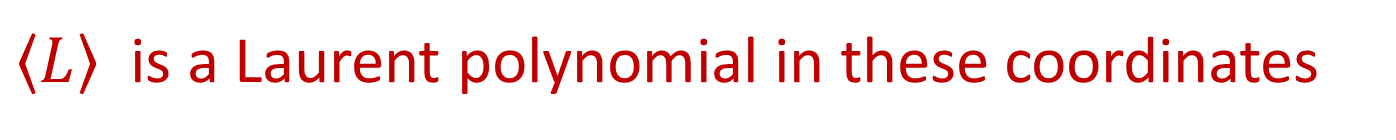 ⟨L⟩ is a Laurent polynomial in these coordinates